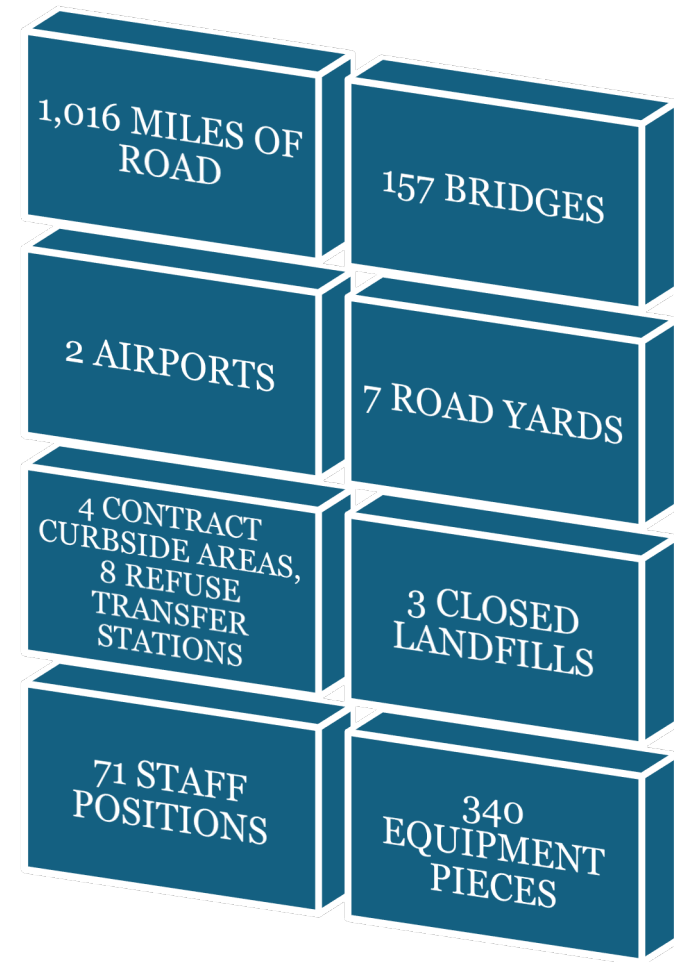 1,016 MILES OF
ROAD
157 BRIDGES
2 AIRPORTS
7 ROAD YARDS
4 CONTRACT
CURBSIDE AREAS,
8 REFUSE
TRANSFER
STATIONS
3 CLOSED
LANDFILLS
71 STAFF
POSITIONS
340
EQUIPMENT
PIECES